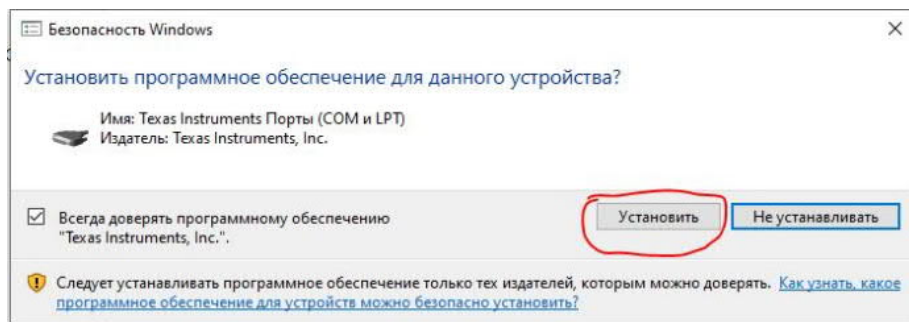 Безопасность Windows
Установить программное обеспечение для данного устройства?
Имя: Texas Instruments Порты (COM и LPT)
Издатель: Texas Instruments, Inc.
Всегда доверять программному обеспечению
"Texas Instruments, Inc.".
Установить
Не устанавливать
Следует устанавливать программное обеспечение только тех издателей, которым можно доверять. Как узнать, какое
программное обеспечение для устройств можно безопасно установить?